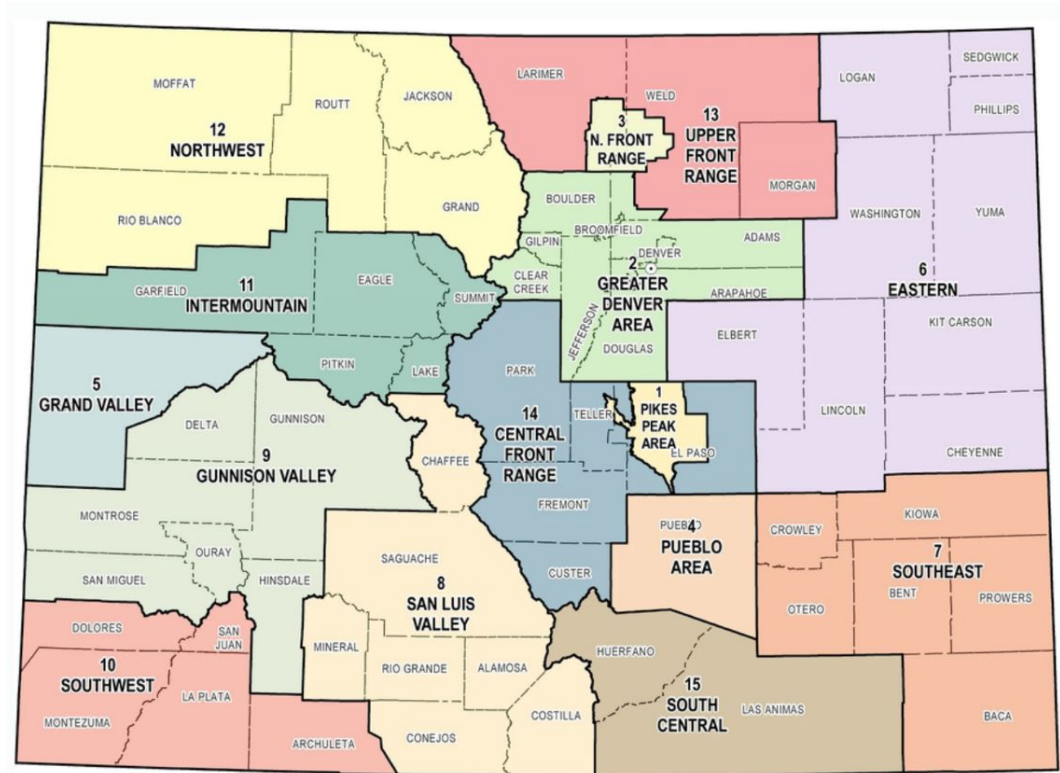 MOFFAT
ROUTT
JACKSON
12
NORTHWEST
RIO BLANCO
GRAND
LARIMER
WELD
3
N. FRONT
RANGE
13
UPPER
FRONT
RANGE
MORGAN
LOGAN
SEDGWICK
PHILLIPS
WASHINGTON
YUMA
6
EASTERN
ELBERT
KIT CARSON
LINCOLN
CHEYENNE
BOULDER
BROOMFIELD
GILPIN
ADAMS
DENVER
CLEAR
CREEK
2
GREATER
DENVER
AREA
ARAPAHOE
JEFFERSON
DOUGLAS
GARFIELD
11
INTERMOUNTAIN
EAGLE
SUMMIT
PITKIN
LAKE
5
GRAND VALLEY
DELTA
GUNNISON
9
GUNNISON VALLEY
MONTROSE
OURAY
SAN MIGUEL
HINSDALE
PARK
TELLER
14
CENTRAL
FRONT
RANGE
1
PIKES
PEAK
AREA
EL PASO
FREMONT
CUSTER
CHAFFEE
SAGUACHE
8
SAN LUIS
VALLEY
MINERAL
RIO GRANDE
ALAMOSA
CONEJOS
COSTILLA
PUEBLO
4
PUEBLO
AREA
CROWLEY
KIOWA
7
SOUTHEAST
OTERO
BENT
PROWERS
BACA
DOLORES
SAN
JUAN
10
SOUTHWEST
LA PLATA
MONTEZUMA
ARCHULETA
HUERFANO
15
SOUTH
CENTRAL
LAS ANIMAS